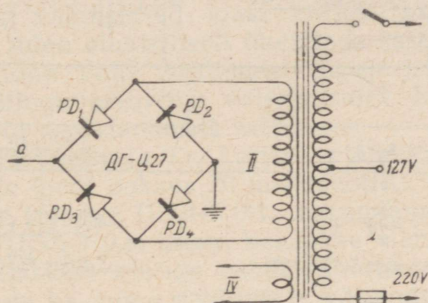 PD₁
PD₂
a
ДГ-Ц27
II
127V
PD₃
PD₄
IV
220V